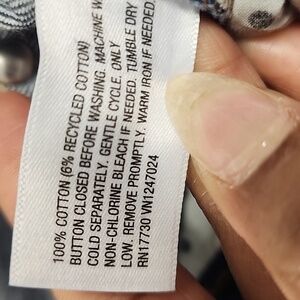 100% COTTON (6% RECYCLED COTTON)
BUTTON CLOSED BEFORE WASHING. MACHINE W
COLD SEPARATELY. GENTLE CYCLE. ONLY
NON-CHLORINE BLEACH IF NEEDED. TUMBLE DRY
LOW. REMOVE PROMPTLY. WARM IRON IF NEEDED.
RN17730 VN1247024